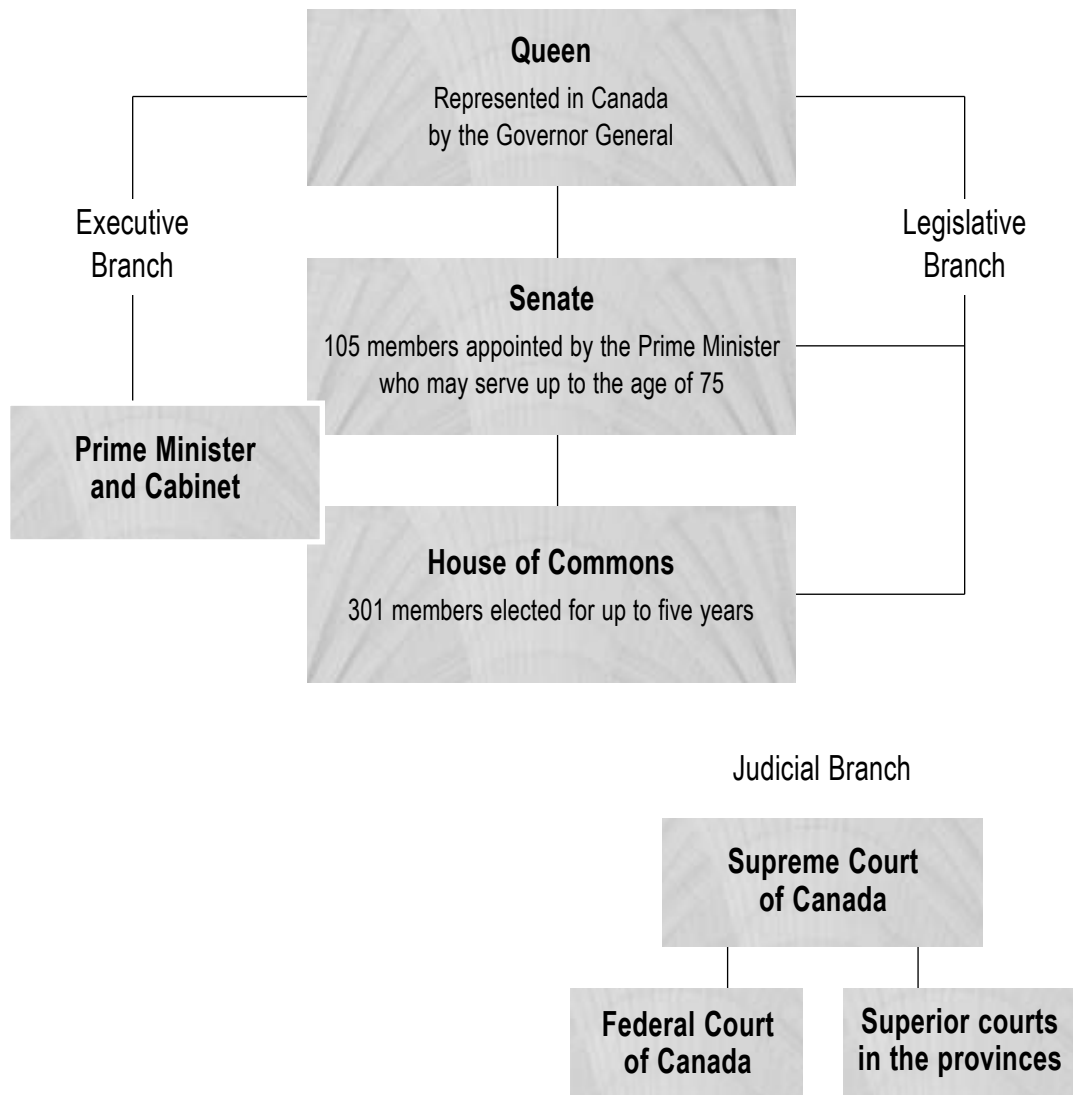 Queen
Represented in Canada
by the Governor General
Executive
Branch
Legislative
Branch
Senate
105 members appointed by the Prime Minister
who may serve up to the age of 75
Prime Minister
and Cabinet
House of Commons
301 members elected for up to five years
Judicial Branch
Supreme Court
of Canada
Federal Court
of Canada
Superior courts
in the provinces